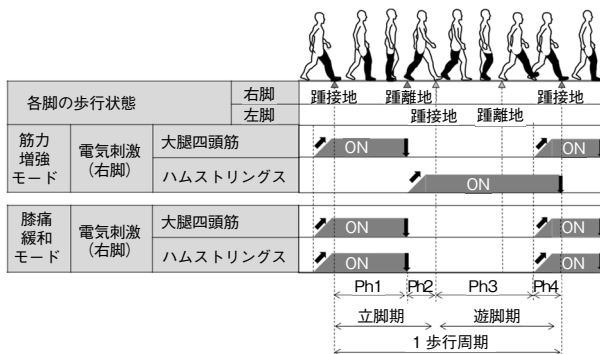 各脚の歩行状態
右脚
踵接地 踵離地 踵接地
左脚
踵接地 踵離地
筋力
増強
モード
電気刺激
(右脚)
大腿四頭筋
ON
ハムストリングス
ON
膝痛
緩和
モード
電気刺激
(右脚)
大腿四頭筋
ON ON
ハムストリングス
ON ON
Ph1 Ph2 Ph3 Ph4
立脚期 遊脚期
1歩行周期